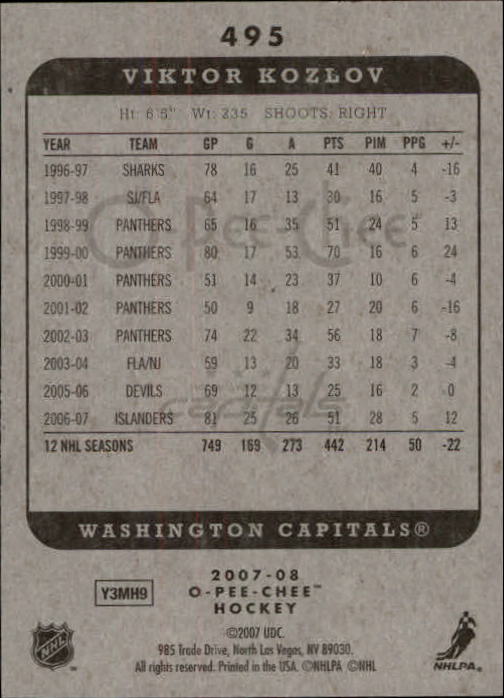 495
VIKTOR KOZLOV
Ht: 6'5" Wt: 235 SHOOTS: RIGHT
YEAR TEAM GP G A PTS PIM PPG +/-
1996-97 SHARKS 78 16 25 41 40 4 -16
1997-98 SJ/FLA 64 17 13 30 16 5 -3
1998-99 PANTHERS 65 16 35 51 24 5 13
1999-00 PANTHERS 80 17 53 70 16 6 24
2000-01 PANTHERS 51 14 23 37 10 6 -4
2001-02 PANTHERS 50 9 18 27 20 6 -16
2002-03 PANTHERS 74 22 34 56 18 7 -8
2003-04 FLA/NJ 59 13 20 33 18 3 -4
2005-06 DEVILS 69 12 13 25 16 2 0
2006-07 ISLANDERS 81 25 26 51 28 5 12
12 NHL SEASONS 749 169 273 442 214 50 -22
O-Pee-Chee
capitals
WASHINGTON CAPITALS®
2007-08
Y3MH9 O-PEE-CHEE™
HOCKEY
©2007 UDC.
985 Trade Drive, North Las Vegas, NV 89030.
All rights reserved. Printed in the USA. ©NHLPA ©NHL
NHL
NHLPA